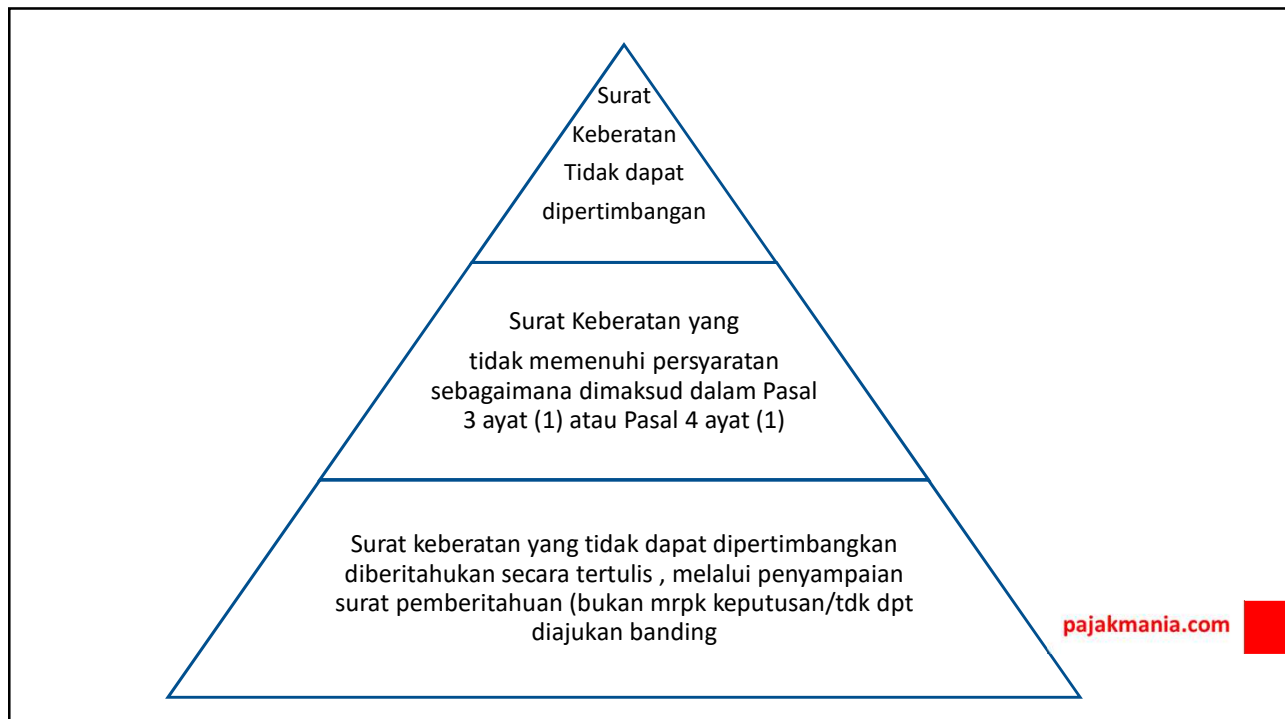 Surat
Keberatan
Tidak dapat
dipertimbangan
Surat Keberatan yang
tidak memenuhi persyaratan
sebagaimana dimaksud dalam Pasal
3 ayat (1) atau Pasal 4 ayat (1)
Surat keberatan yang tidak dapat dipertimbangkan
diberitahukan secara tertulis , melalui penyampaian
surat pemberitahuan (bukan mrpk keputusan/tdk dpt
diajukan banding
pajakmania.com